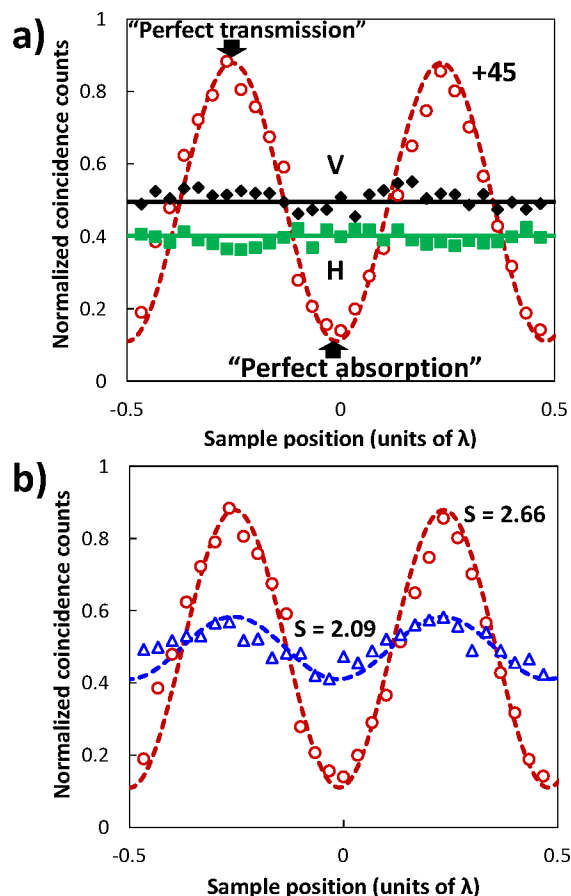 a)
Normalized coincidence counts
1
0.8
0.6
0.4
0.2
0
“Perfect transmission”
+45
V
H
“Perfect absorption”
-0.5
0
0.5
Sample position (units of λ)
b)
Normalized coincidence counts
1
0.8
0.6
0.4
0.2
0
S = 2.66
S = 2.09
-0.5
0
0.5
Sample position (units of λ)